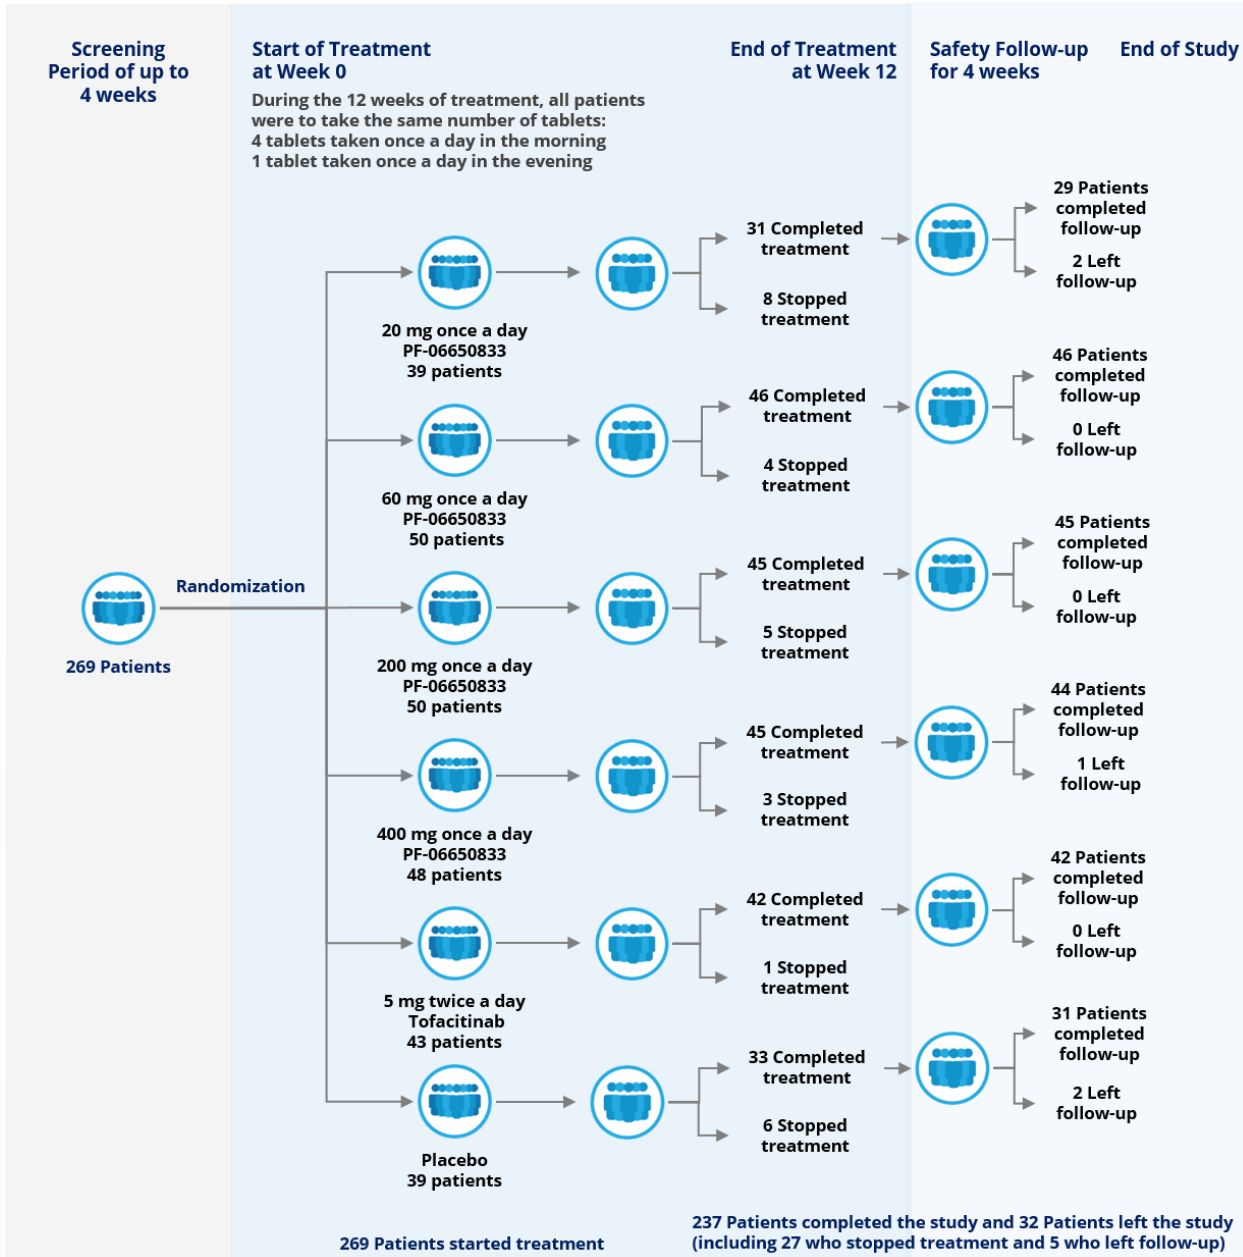 Screening
Period of up to
4 weeks
Start of Treatment
at Week 0
During the 12 weeks of treatment, all patients
were to take the same number of tablets:
4 tablets taken once a day in the morning
1 tablet taken once a day in the evening
End of Treatment
at Week 12
Safety Follow-up
for 4 weeks
End of Study
269 Patients
Randomization
20 mg once a day
PF-06650833
39 patients
31 Completed
treatment
8 Stopped
treatment
29 Patients
completed
follow-up
2 Left
follow-up
60 mg once a day
PF-06650833
50 patients
46 Completed
treatment
4 Stopped
treatment
46 Patients
completed
follow-up
0 Left
follow-up
200 mg once a day
PF-06650833
50 patients
45 Completed
treatment
5 Stopped
treatment
45 Patients
completed
follow-up
0 Left
follow-up
400 mg once a day
PF-06650833
48 patients
45 Completed
treatment
3 Stopped
treatment
44 Patients
completed
follow-up
1 Left
follow-up
5 mg twice a day
Tofacitinab
43 patients
42 Completed
treatment
1 Stopped
treatment
42 Patients
completed
follow-up
0 Left
follow-up
Placebo
39 patients
33 Completed
treatment
6 Stopped
treatment
31 Patients
completed
follow-up
2 Left
follow-up
269 Patients started treatment
237 Patients completed the study and 32 Patients left the study
(including 27 who stopped treatment and 5 who left follow-up)